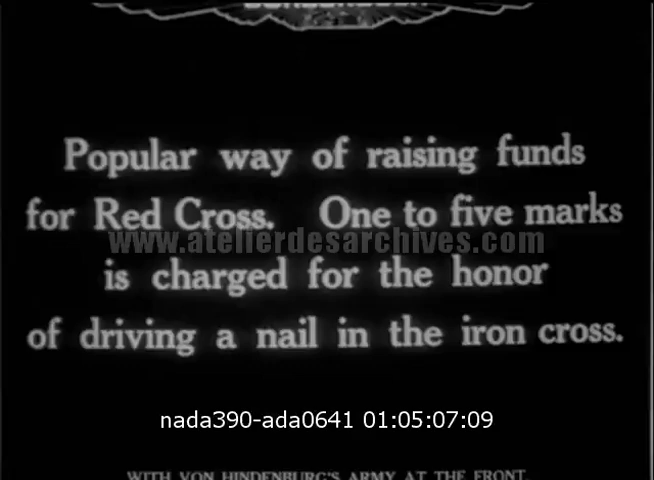 Popular way of raising funds
for Red Cross. One to five marks
www.atelierdesarchives.com
is charged for the honor
of driving a nail in the iron cross.
nada390-ada0641 01:05:07:09
WITH VON HINDENBURG'S ARMY AT THE FRONT.